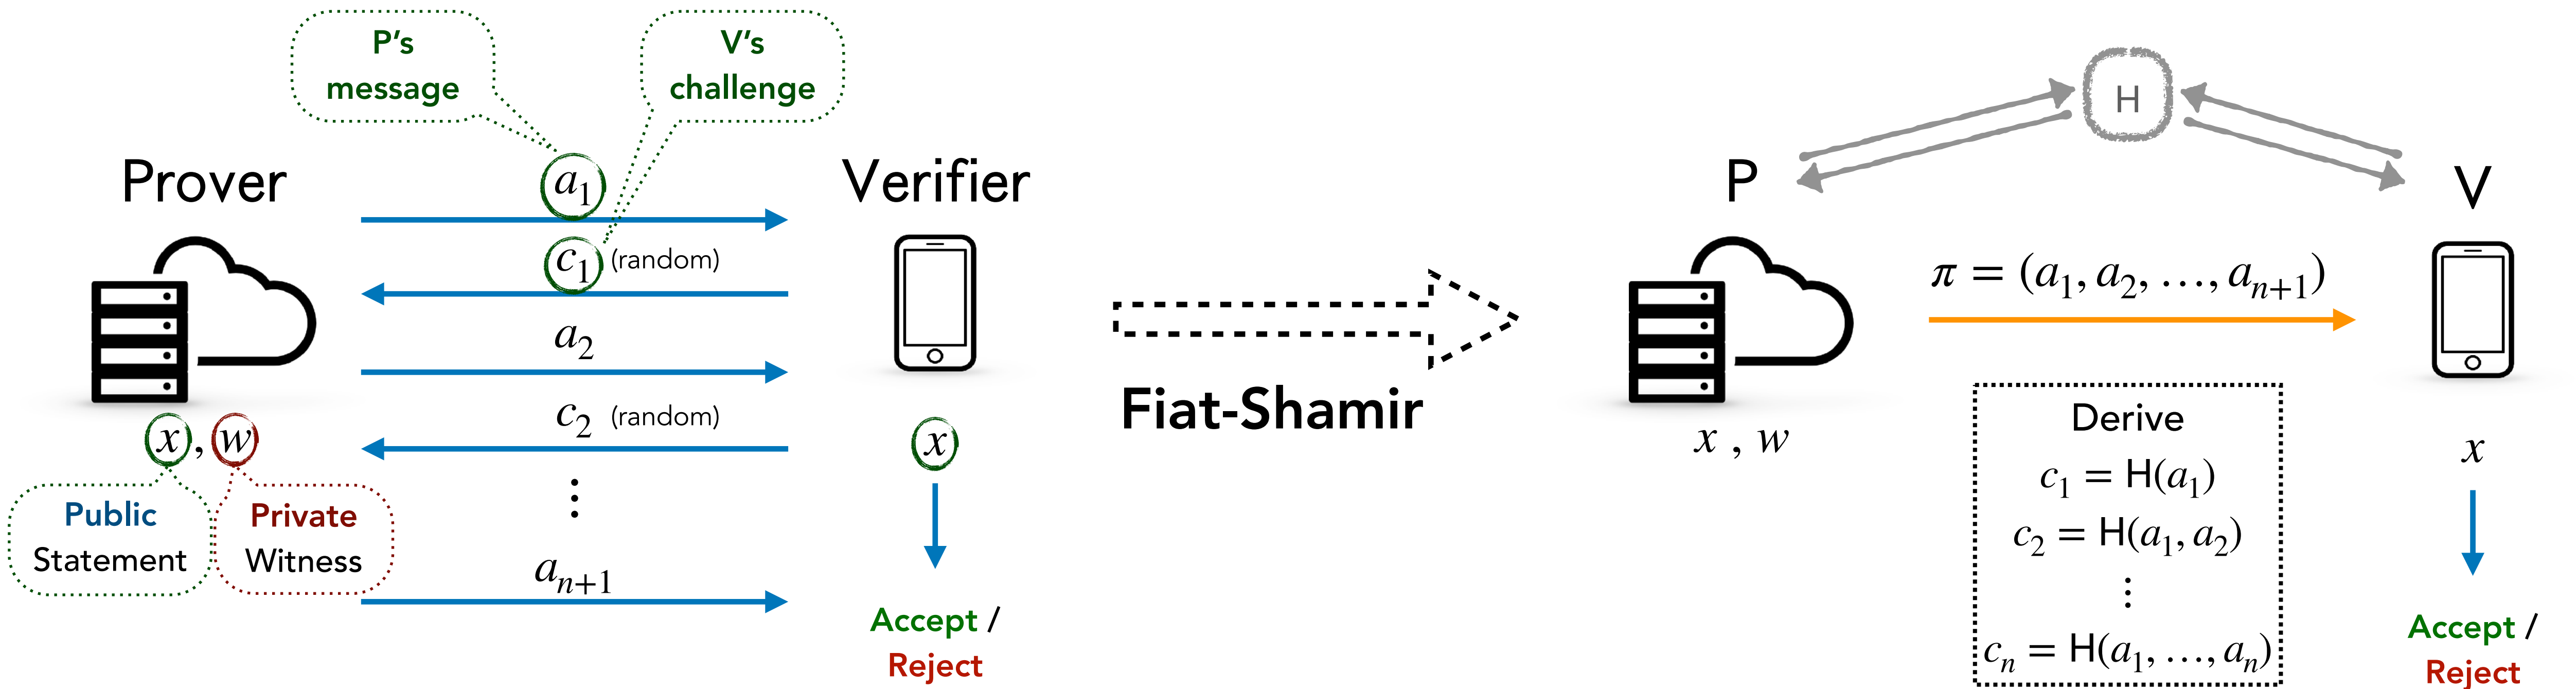 P's
message
V's
challenge
Prover
a₁
Verifier
c₁ (random)
a₂
c₂ (random)
⋮
aₙ₊₁
x , w
Public
Statement
Private
Witness
x
Accept /
Reject
Fiat-Shamir
H
P
V
π = (a₁, a₂, …, aₙ₊₁)
x , w
Derive
c₁ = H(a₁)
c₂ = H(a₁, a₂)
⋮
cₙ = H(a₁, …, aₙ)
x
Accept /
Reject